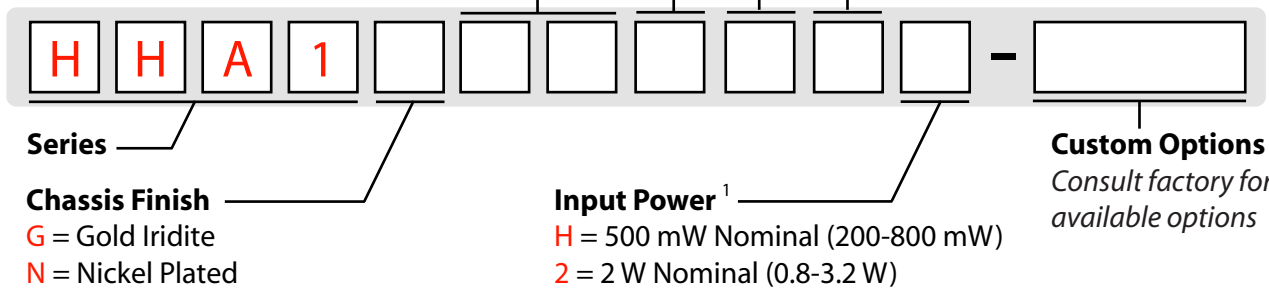 H H A 1 -
Series
Custom Options
Consult factory for
available options
Chassis Finish
G = Gold Iridite
N = Nickel Plated
Input Power 1
H = 500 mW Nominal (200-800 mW)
2 = 2 W Nominal (0.8-3.2 W)